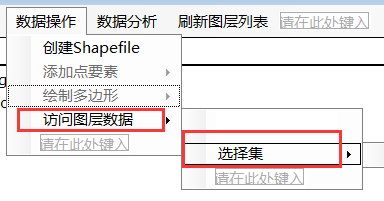 数据操作 数据分析 刷新图层列表 请在此处键入
创建Shapefile
添加点要素
绘制多边形
访问图层数据
请在此处键入
选择集
请在此处键入